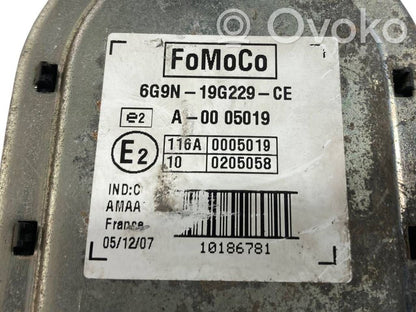 Ovoko
FoMoCo
6G9N-19G229-CE
e2 A-00 05019
E2 116A 0005019
10 0205058
IND:C
AMAA
France
05/12/07
10186781